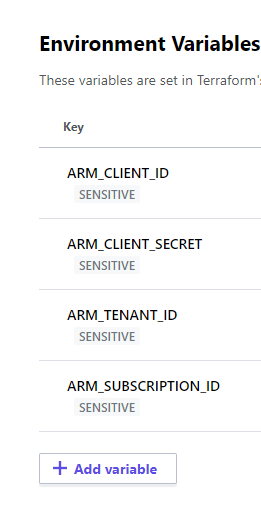 Environment Variables
These variables are set in Terraform's
Key
ARM_CLIENT_ID
SENSITIVE
ARM_CLIENT_SECRET
SENSITIVE
ARM_TENANT_ID
SENSITIVE
ARM_SUBSCRIPTION_ID
SENSITIVE
+ Add variable